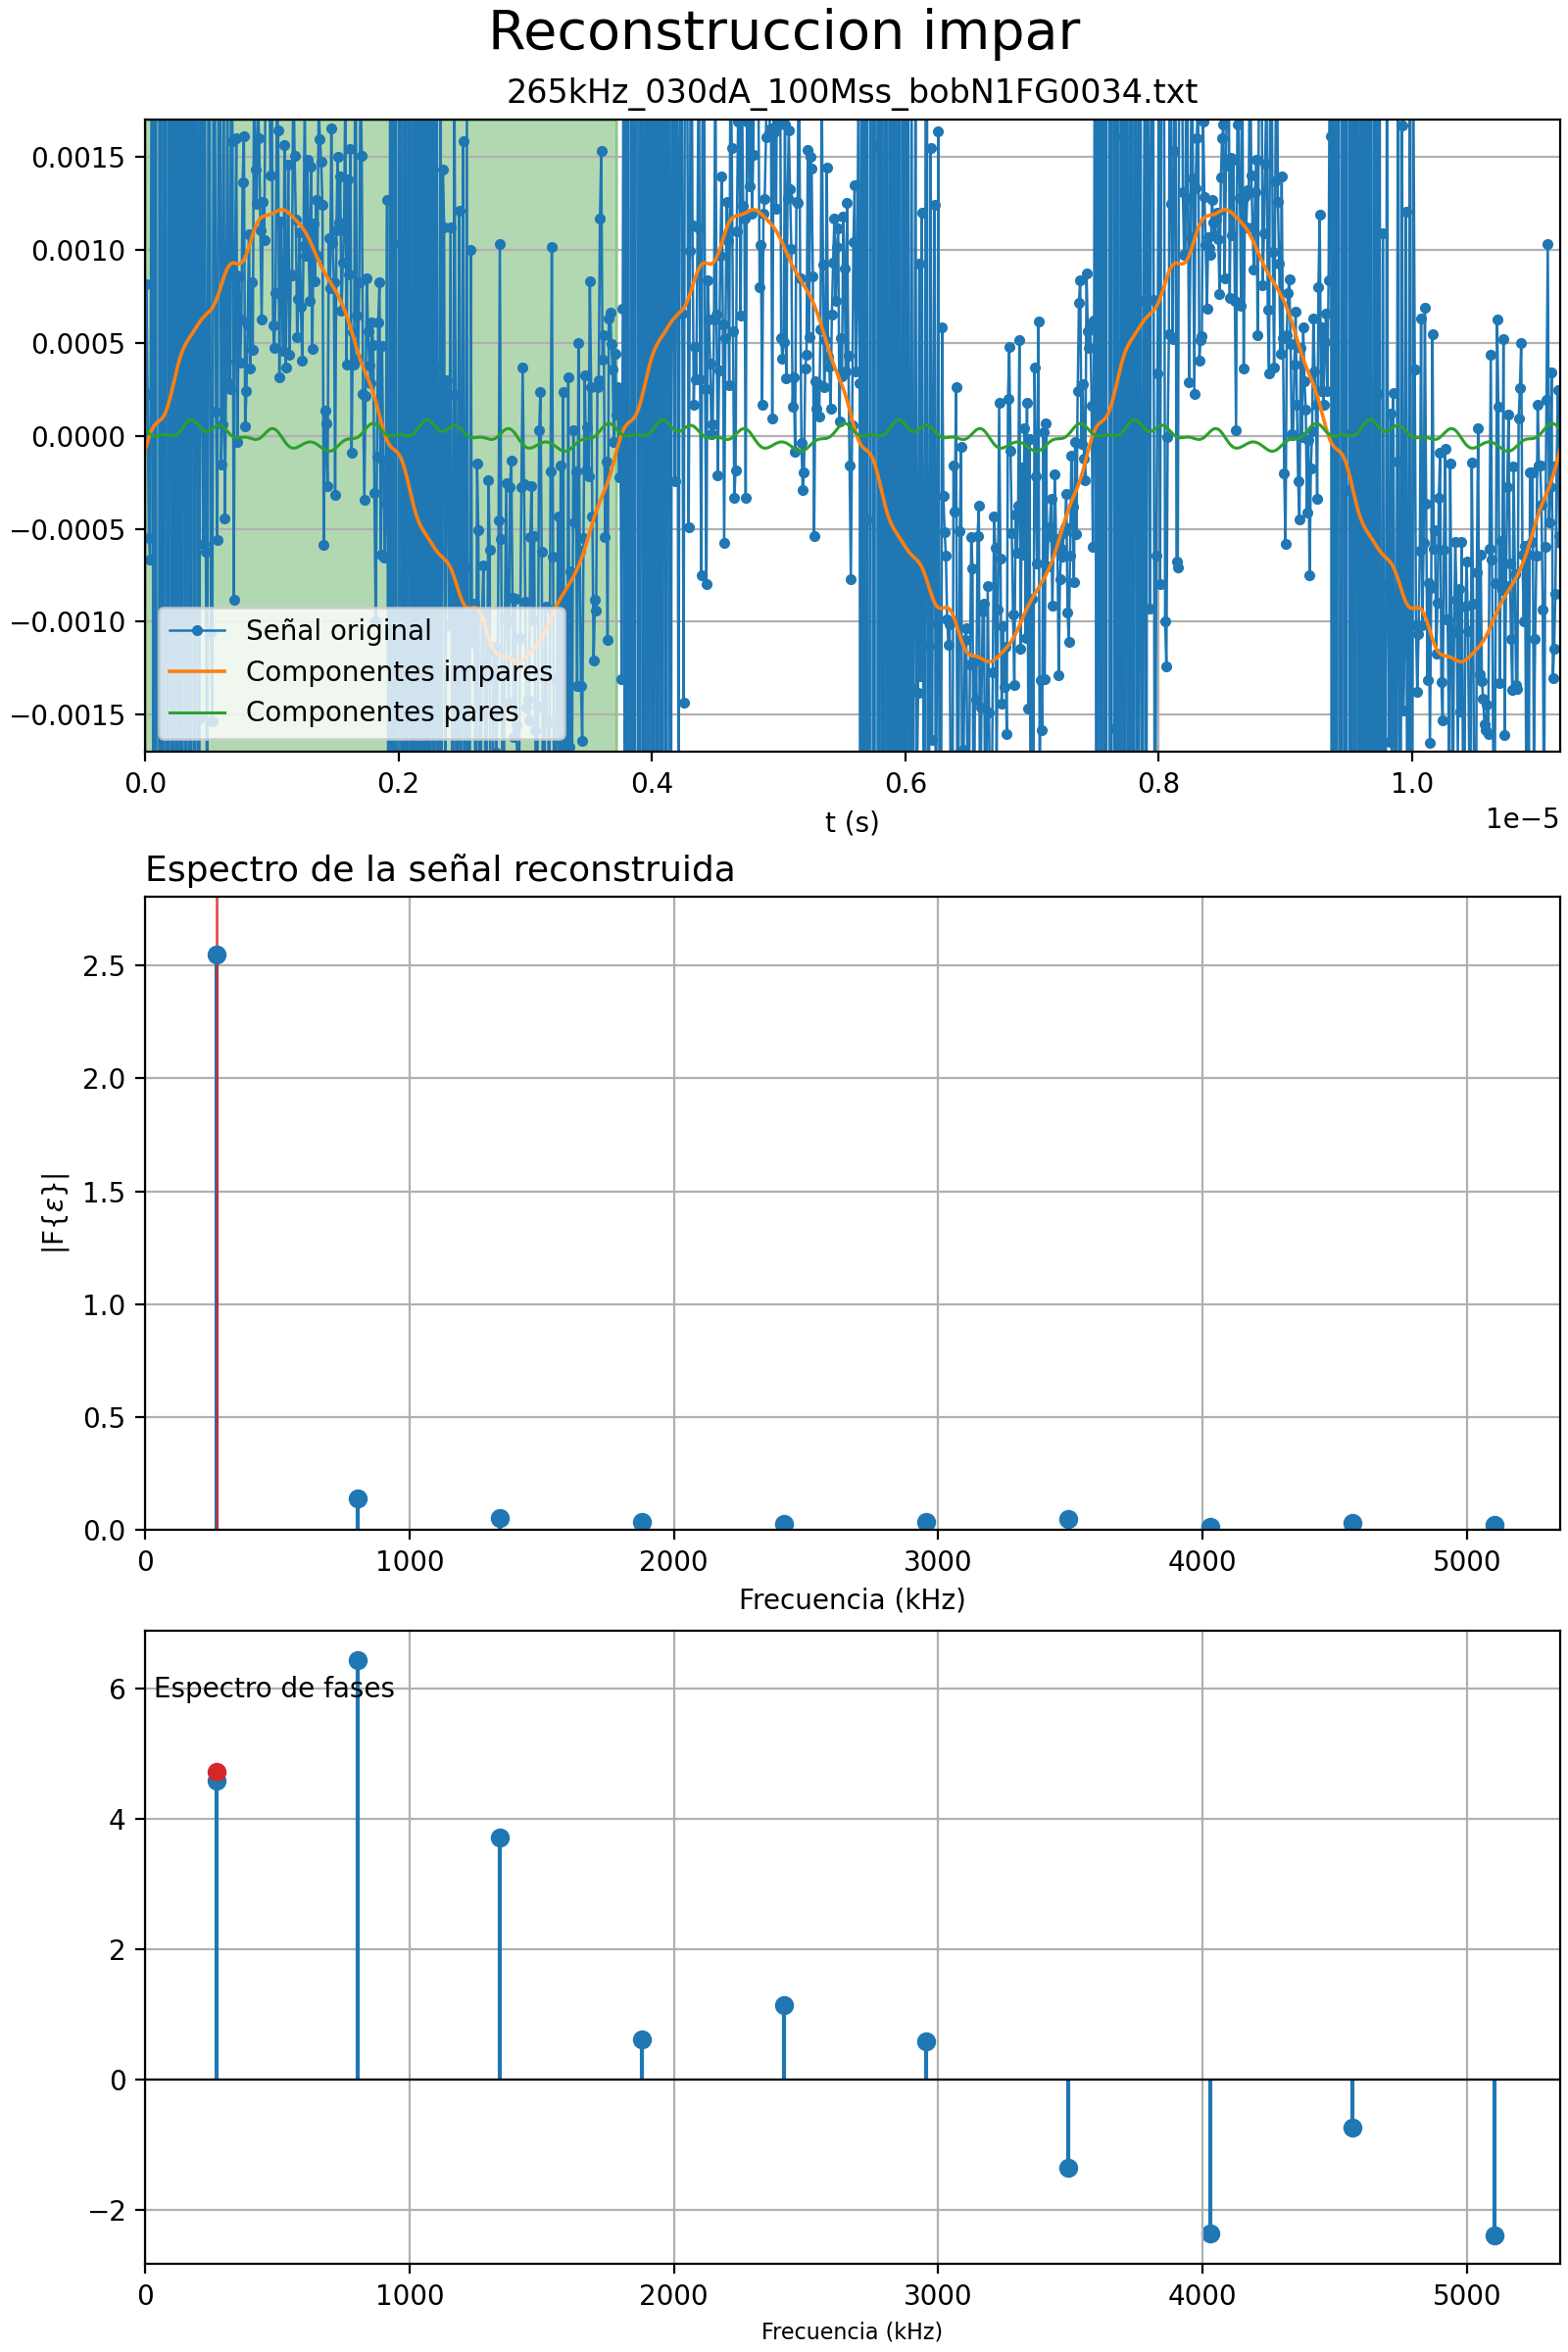 Reconstruccion impar
265kHz_030dA_100Mss_bobN1FG0034.txt
0.0015
0.0010
0.0005
0.0000
−0.0005
−0.0010
−0.0015
Señal original
Componentes impares
Componentes pares
0.0 0.2 0.4 0.6 0.8 1.0
t (s)
1e−5
Espectro de la señal reconstruida
2.5
2.0
1.5
1.0
0.5
0.0
|F{ε}|
0 1000 2000 3000 4000 5000
Frecuencia (kHz)
Espectro de fases
6
4
2
0
−2
0 1000 2000 3000 4000 5000
Frecuencia (kHz)